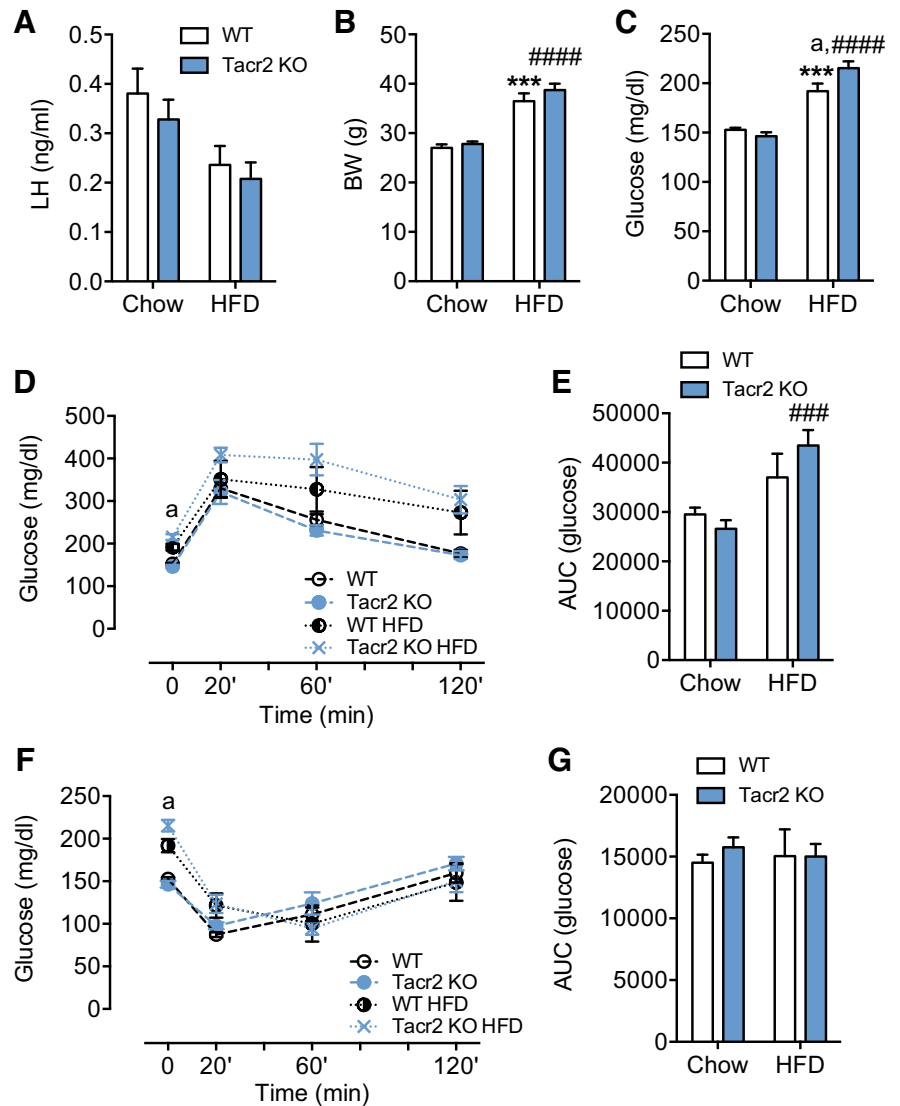 A
LH (ng/ml)
0.5
0.4
0.3
0.2
0.1
0.0
WT
Tacr2 KO
Chow HFD
B
BW (g)
50
40
30
20
10
0
***
####
Chow HFD
C
Glucose (mg/dl)
250
200
150
100
50
0
a,####
***
Chow HFD
D
Glucose (mg/dl)
500
400
300
200
100
0
a
WT
Tacr2 KO
WT HFD
Tacr2 KO HFD
0 20' 60' 120'
Time (min)
E
WT
Tacr2 KO
AUC (glucose)
50000
40000
30000
20000
10000
0
###
Chow HFD
F
Glucose (mg/dl)
250
200
150
100
50
0
a
WT
Tacr2 KO
WT HFD
Tacr2 KO HFD
0 20' 60' 120'
Time (min)
G
WT
Tacr2 KO
AUC (glucose)
20000
15000
10000
5000
0
Chow HFD